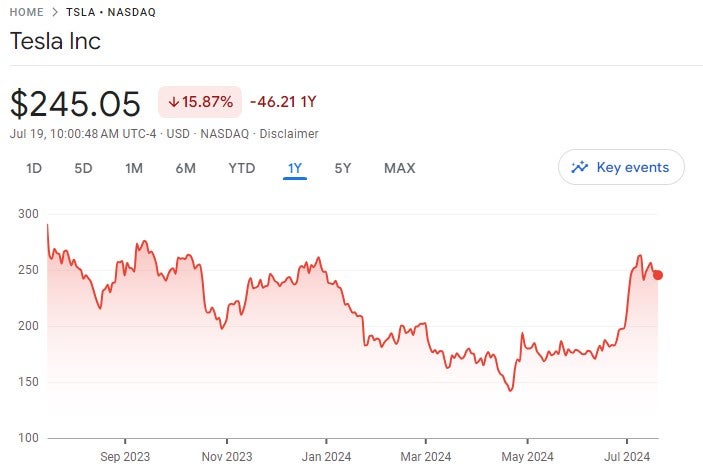 HOME > TSLA • NASDAQ
Tesla Inc
$245.05 ↓15.87% -46.21 1Y
Jul 19, 10:00:48 AM UTC-4 · USD · NASDAQ · Disclaimer
1D 5D 1M 6M YTD 1Y 5Y MAX Key events
300
250
200
150
100
Sep 2023 Nov 2023 Jan 2024 Mar 2024 May 2024 Jul 2024